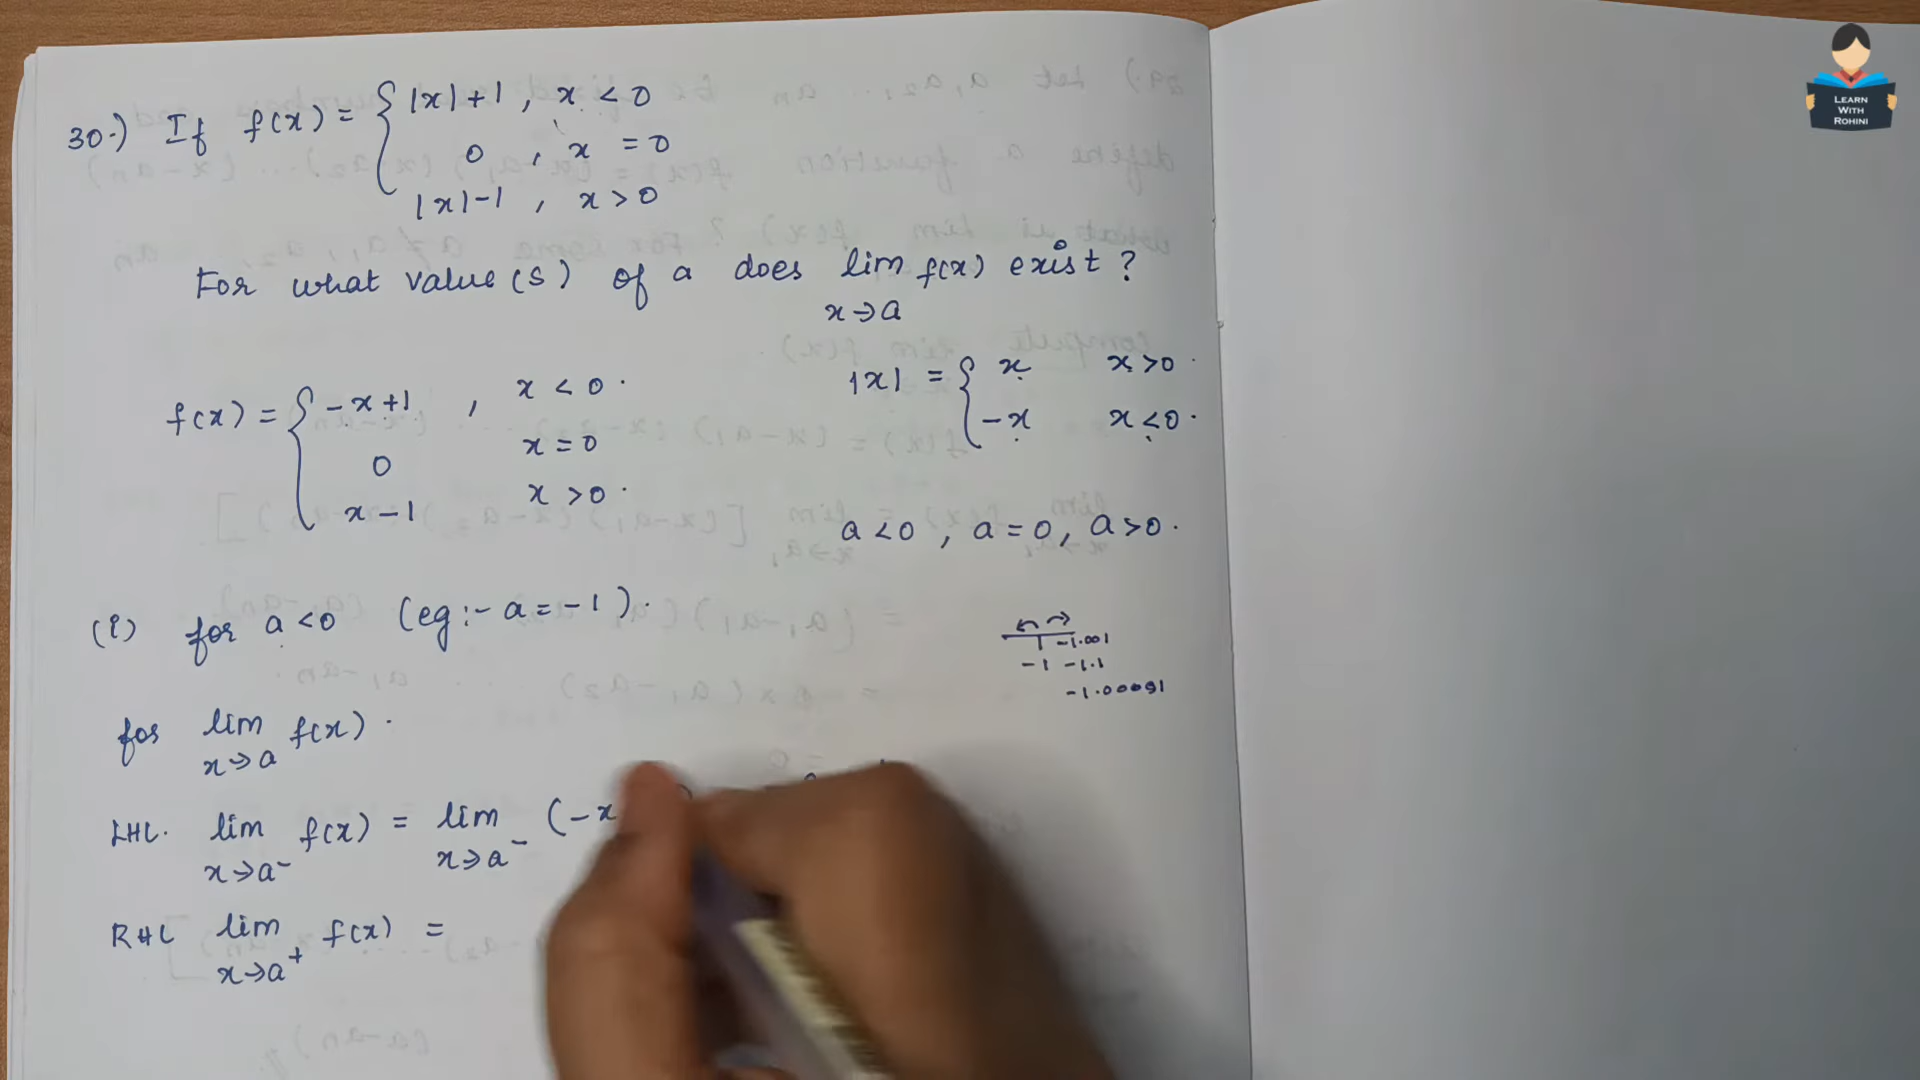 30.) If f(x) = { |x|+1 , x < 0
0 , x = 0
|x|-1 , x > 0
For what value(s) of a does lim f(x) exist ?
x→a
f(x) = { -x+1 , x < 0.
0 x = 0
x-1 x > 0.
|x| = { x x > 0.
-x x < 0.
a < 0 , a = 0, a > 0.
(i) for a < 0 (eg:- a = -1).
-1.001
-1 -1.1
-1.00091
for lim f(x).
x→a
LHL. lim f(x) = lim (-x
x→a- x→a-
RHL lim f(x) =
x→a+
LEARN
WITH
ROHINI